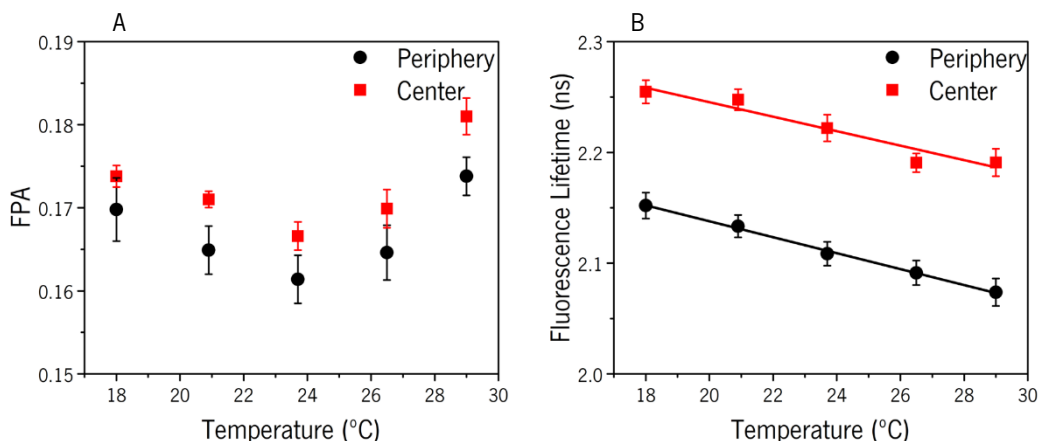 A
0.19
0.18
0.17
0.16
0.15
FPA
Periphery
Center
18 20 22 24 26 28 30
Temperature (ºC)
B
2.3
2.2
2.1
2.0
Fluorescence Lifetime (ns)
Periphery
Center
18 20 22 24 26 28 30
Temperature (ºC)